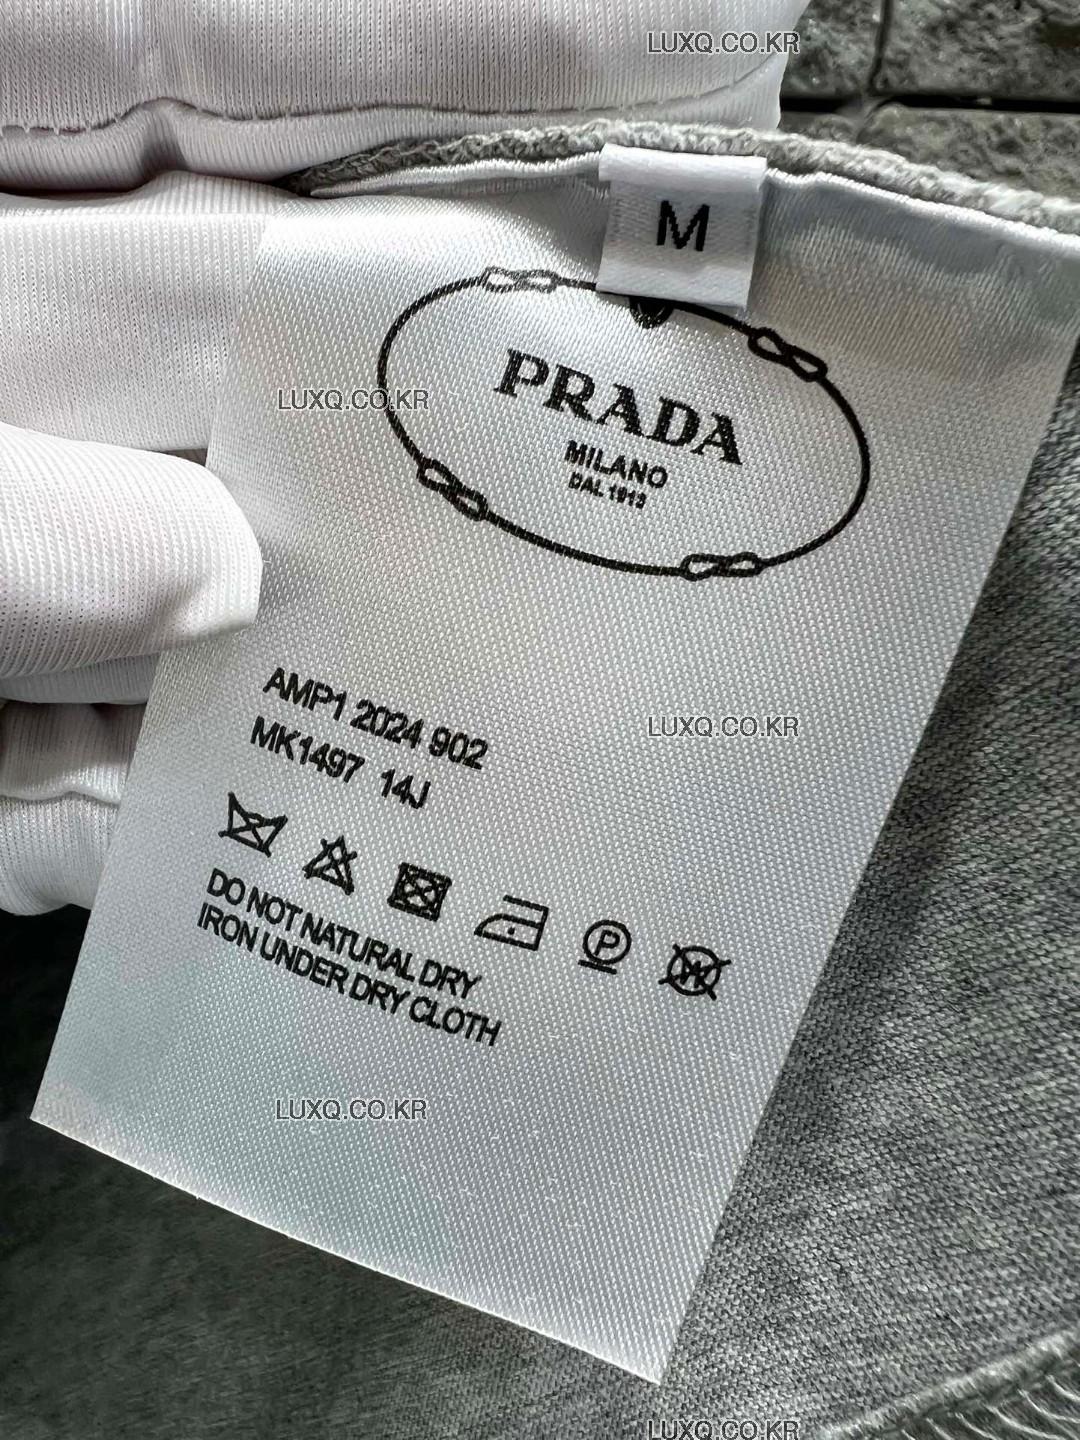 LUXQ.CO.KR
M
PRADA
MILANO
DAL 1913
LUXQ.CO.KR
AMP1 2024 902
MK1497 14J
LUXQ.CO.KR
P
DO NOT NATURAL DRY
IRON UNDER DRY CLOTH
LUXQ.CO.KR
LUXQ.CO.KR